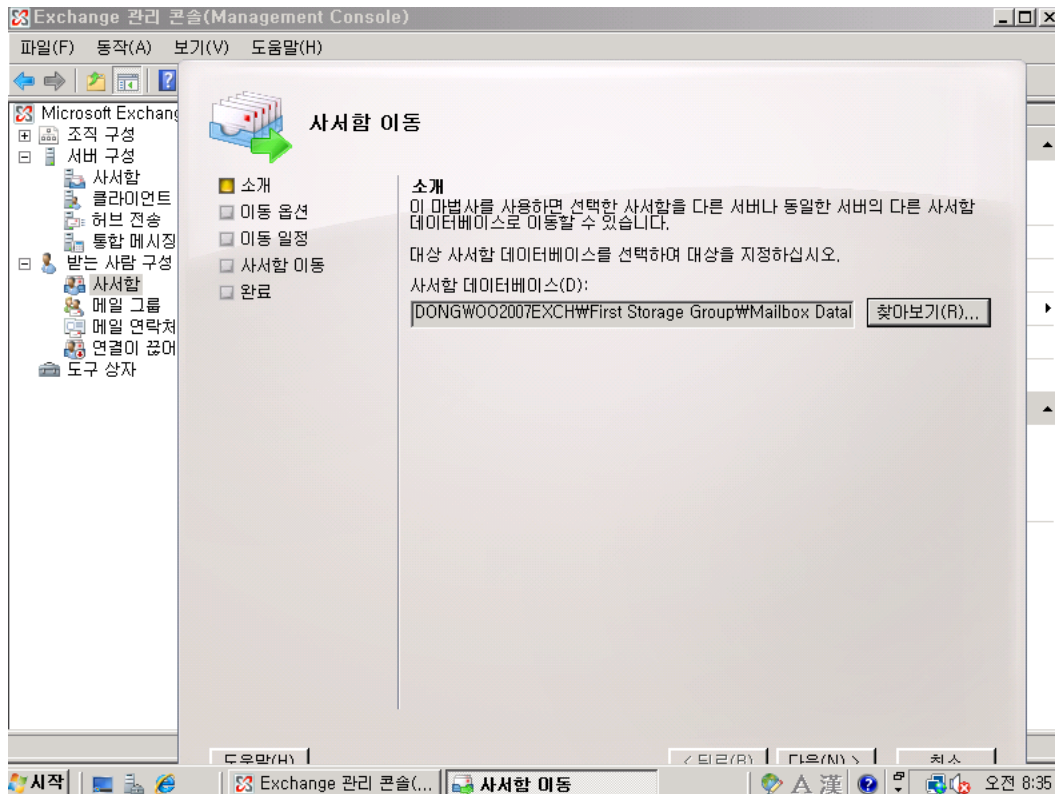 Exchange 관리 콘솔(Management Console)
파일(F) 동작(A) 보기(V) 도움말(H)
Microsoft Exchang
조직 구성
서버 구성
사서함
클라이언트
허브 전송
통합 메시징
받는 사람 구성
사서함
메일 그룹
메일 연락처
연결이 끊어
도구 상자
사서함 이동
소개
이동 옵션
이동 일정
사서함 이동
완료
소개
이 마법사를 사용하면 선택한 사서함을 다른 서버나 동일한 서버의 다른 사서함
데이터베이스로 이동할 수 있습니다.
대상 사서함 데이터베이스를 선택하여 대상을 지정하십시오.
사서함 데이터베이스(D):
DONGWOO2007EXCH₩First Storage Group₩Mailbox Datal
찾아보기(R)...
도움말(H)
< 뒤로(B) 다음(N) > 취소
시작 Exchange 관리 콘솔(... 사서함 이동 A 漢 오전 8:35